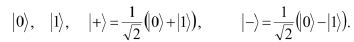 |0⟩, |1⟩, |+⟩ = 1/√2 (|0⟩+|1⟩), |−⟩ = 1/√2 (|0⟩−|1⟩).